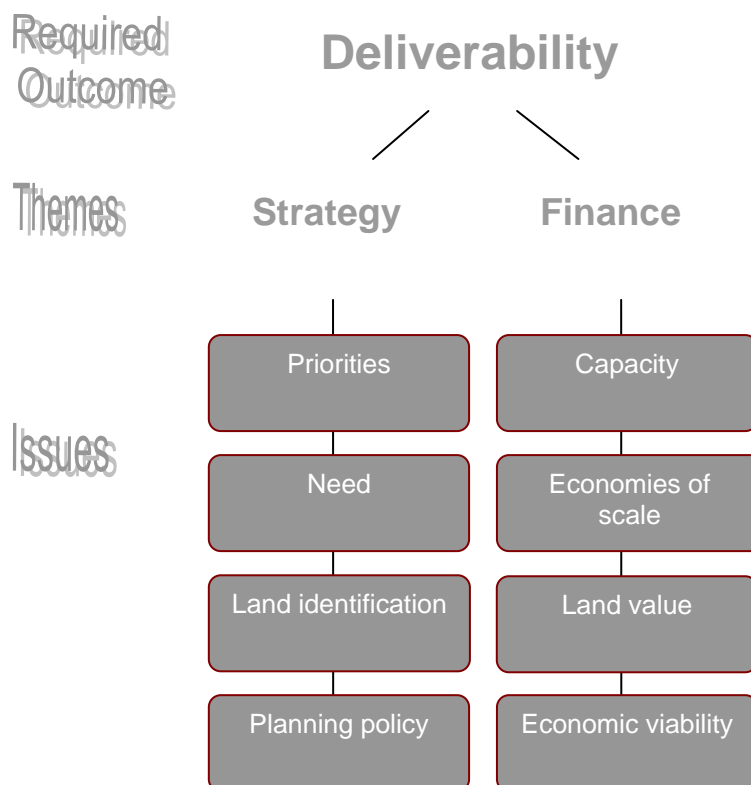 Required
Outcome
Deliverability
Themes
Strategy
Finance
Issues
Priorities
Capacity
Need
Economies of
scale
Land identification
Land value
Planning policy
Economic viability